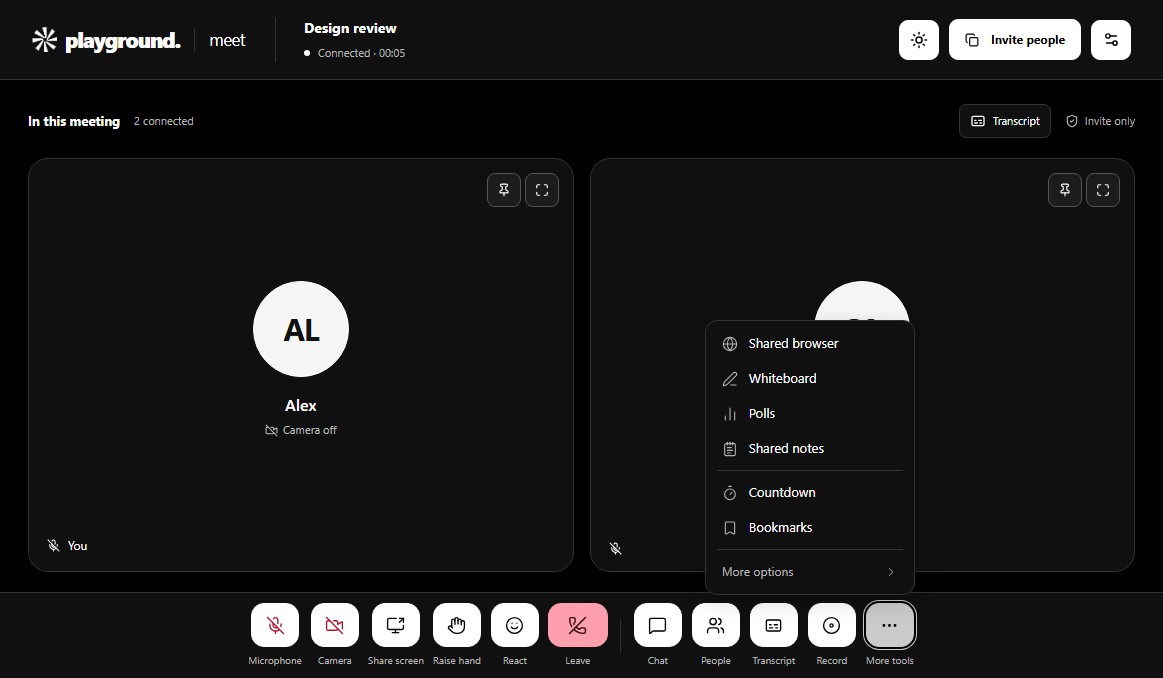 playground.
meet
Design review
Connected · 00:05
Invite people
In this meeting
2 connected
Transcript
Invite only
AL
Alex
Camera off
You
Shared browser
Whiteboard
Polls
Shared notes
Countdown
Bookmarks
More options
Microphone
Camera
Share screen
Raise hand
React
Leave
Chat
People
Transcript
Record
More tools